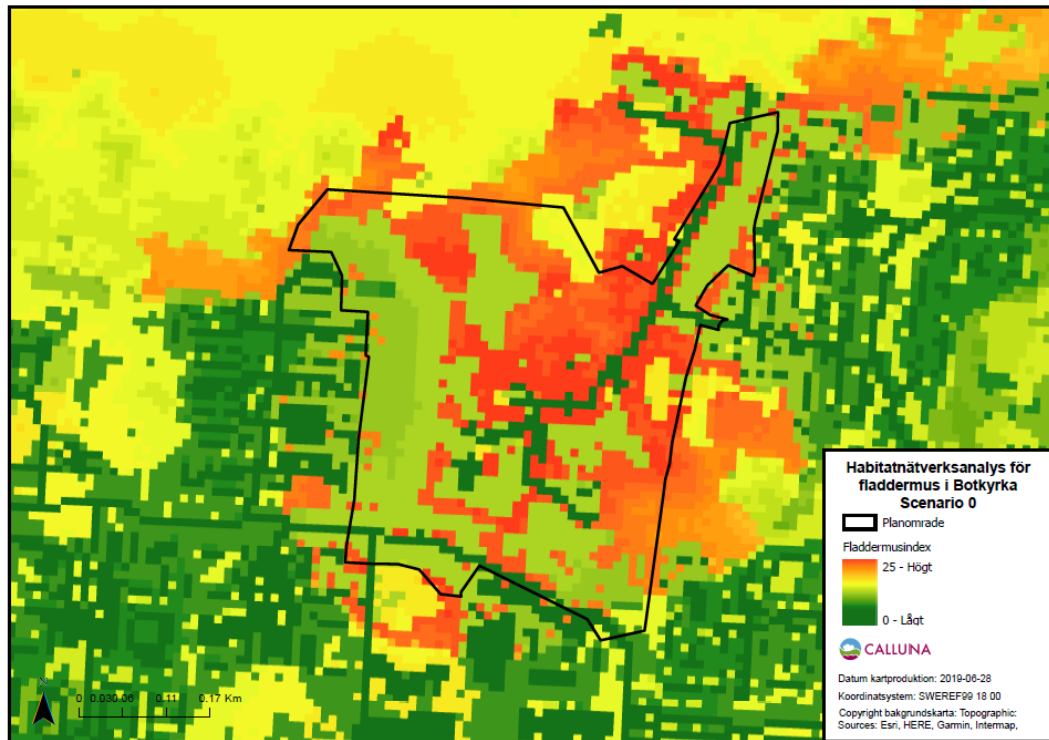 Habitatnätverksanalys för
fladdermus i Botkyrka
Scenario 0
Planomrade
Fladdermusindex
25 - Högt
0 - Lågt
CALLUNA
Datum kartproduktion: 2019-06-28
Koordinatsystem: SWEREF99 18 00
Copyright bakgrundskarta: Topographic:
Sources: Esri, HERE, Garmin, Intermap,
N
0 0.030.06 0.11 0.17 Km